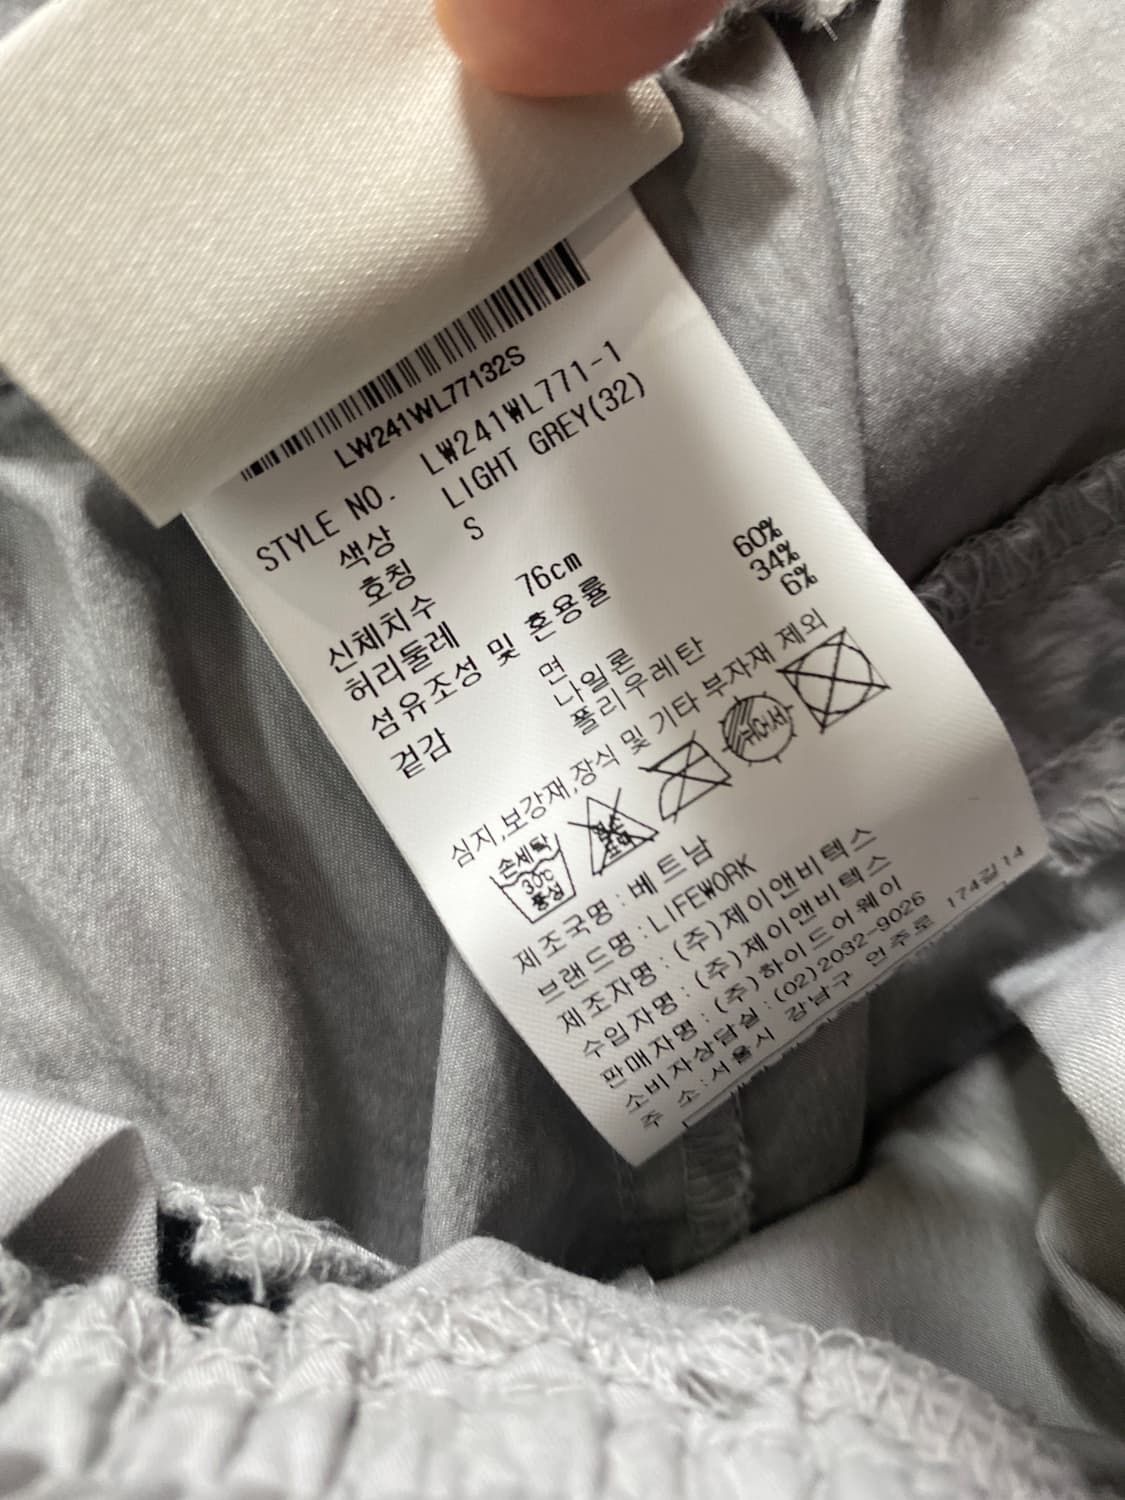 LW241WL77132S
STYLE NO. LW241WL771-1
색상 LIGHT GREY(32)
호칭 S
신체치수
허리둘레 76cm
섬유조성 및 혼용률
겉감 면 60%
나일론 34%
폴리우레탄 6%
심지,보강재,장식 및 기타 부자재 제외
손세탁 30℃ 중성
염소 표백
뉘어서
제조국명:베트남
브랜드명:LIFEWORK
제조자명:(주)제이앤비텍스
수입자명:(주)제이앤비텍스
판매자명:(주)하이드어웨이
소비자상담실:(02)2032-9026
주 소:서울시 강남구 언주로 174길 14